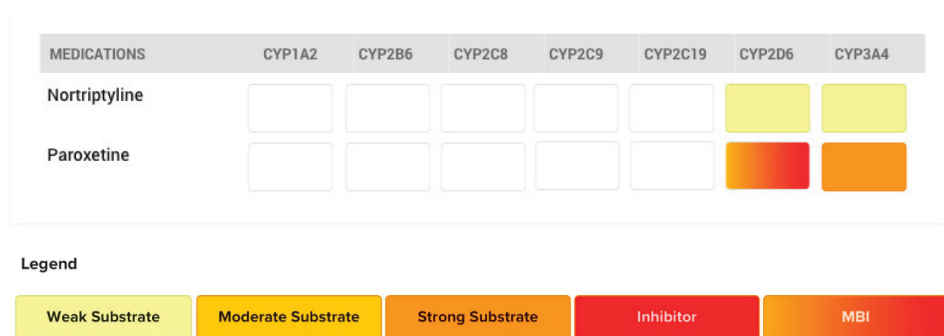 MEDICATIONS CYP1A2 CYP2B6 CYP2C8 CYP2C9 CYP2C19 CYP2D6 CYP3A4
Nortriptyline
Paroxetine
Legend
Weak Substrate Moderate Substrate Strong Substrate Inhibitor MBI